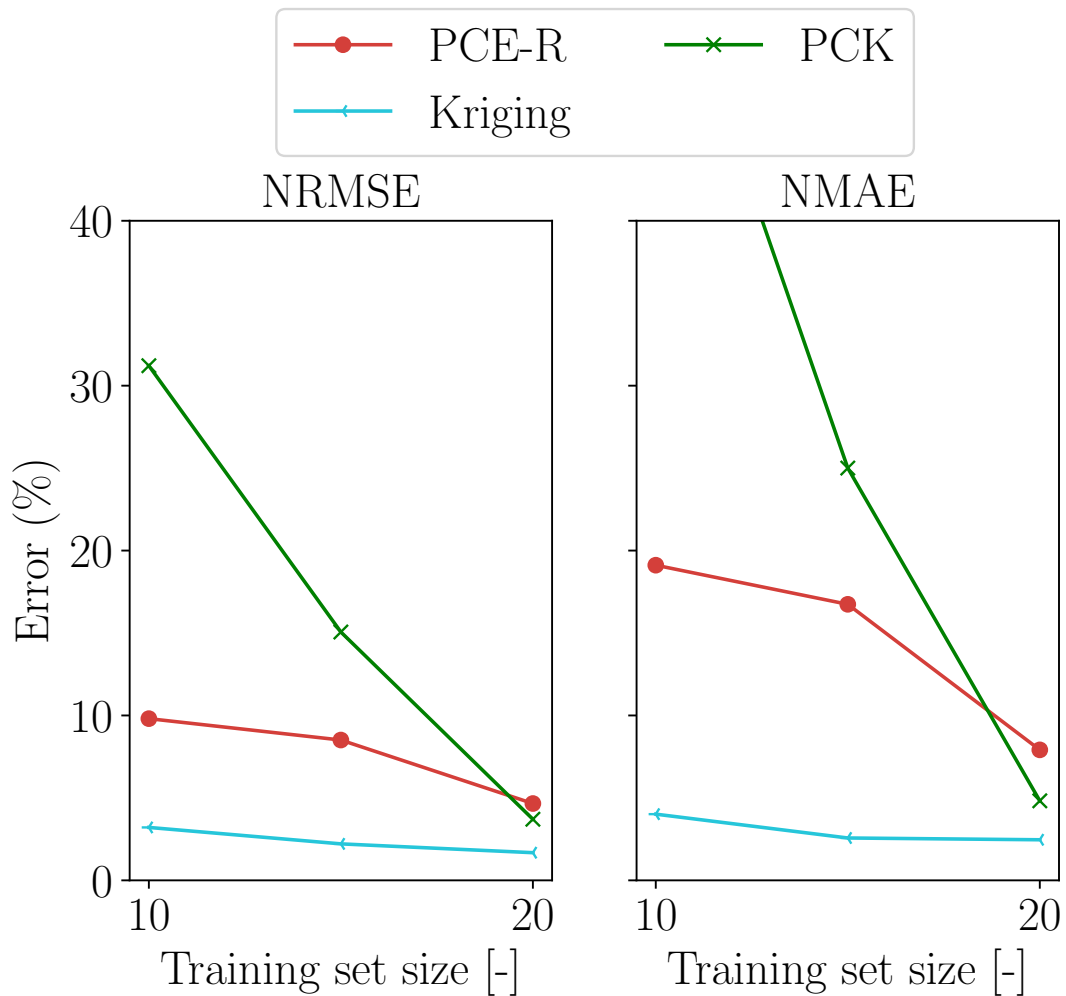 PCE-R
PCK
Kriging
NRMSE
NMAE
40
30
20
10
0
Error (%)
10
20
10
20
Training set size [-]
Training set size [-]